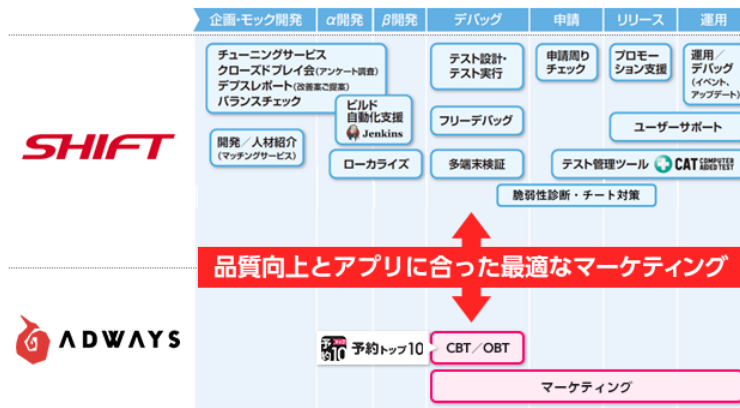 企画・モック開発
α開発
β開発
デバッグ
申請
リリース
運用
SHIFT
チューニングサービス
クローズドプレイ会(アンケート調査)
デプスレポート(改善案ご提案)
バランスチェック
ビルド
自動化支援
Jenkins
開発／人材紹介
(マッチングサービス)
ローカライズ
テスト設計・
テスト実行
フリーデバッグ
多端末検証
申請周り
チェック
プロモー
ション支援
運用／
デバッグ
(イベント、
アップデート)
ユーザーサポート
テスト管理ツール
CAT COMPUTER
AIDED TEST
脆弱性診断・チート対策
品質向上とアプリに合った最適なマーケティング
ADWAYS
予約トップ10
CBT／OBT
マーケティング